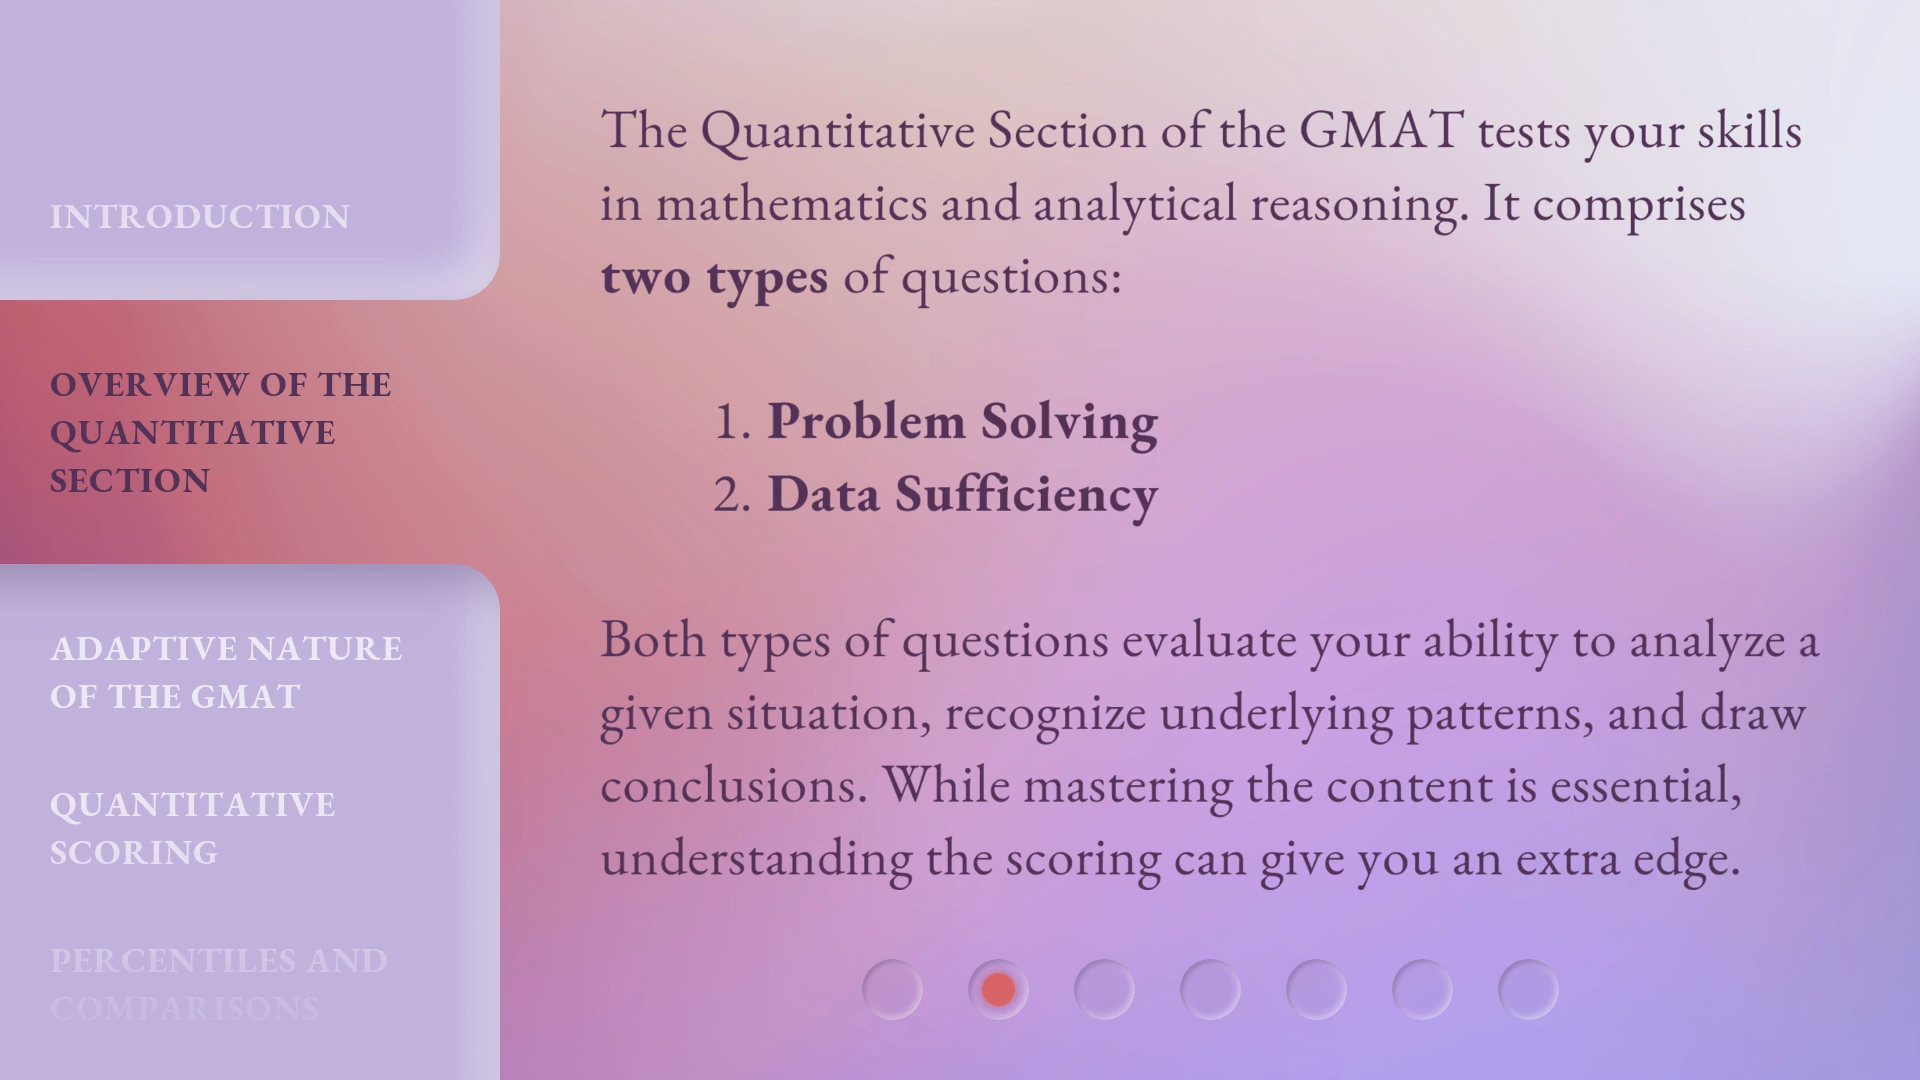 INTRODUCTION
OVERVIEW OF THE
QUANTITATIVE
SECTION
ADAPTIVE NATURE
OF THE GMAT
QUANTITATIVE
SCORING
PERCENTILES AND
COMPARISONS
The Quantitative Section of the GMAT tests your skills
in mathematics and analytical reasoning. It comprises
two types of questions:
1. Problem Solving
2. Data Sufficiency
Both types of questions evaluate your ability to analyze a
given situation, recognize underlying patterns, and draw
conclusions. While mastering the content is essential,
understanding the scoring can give you an extra edge.